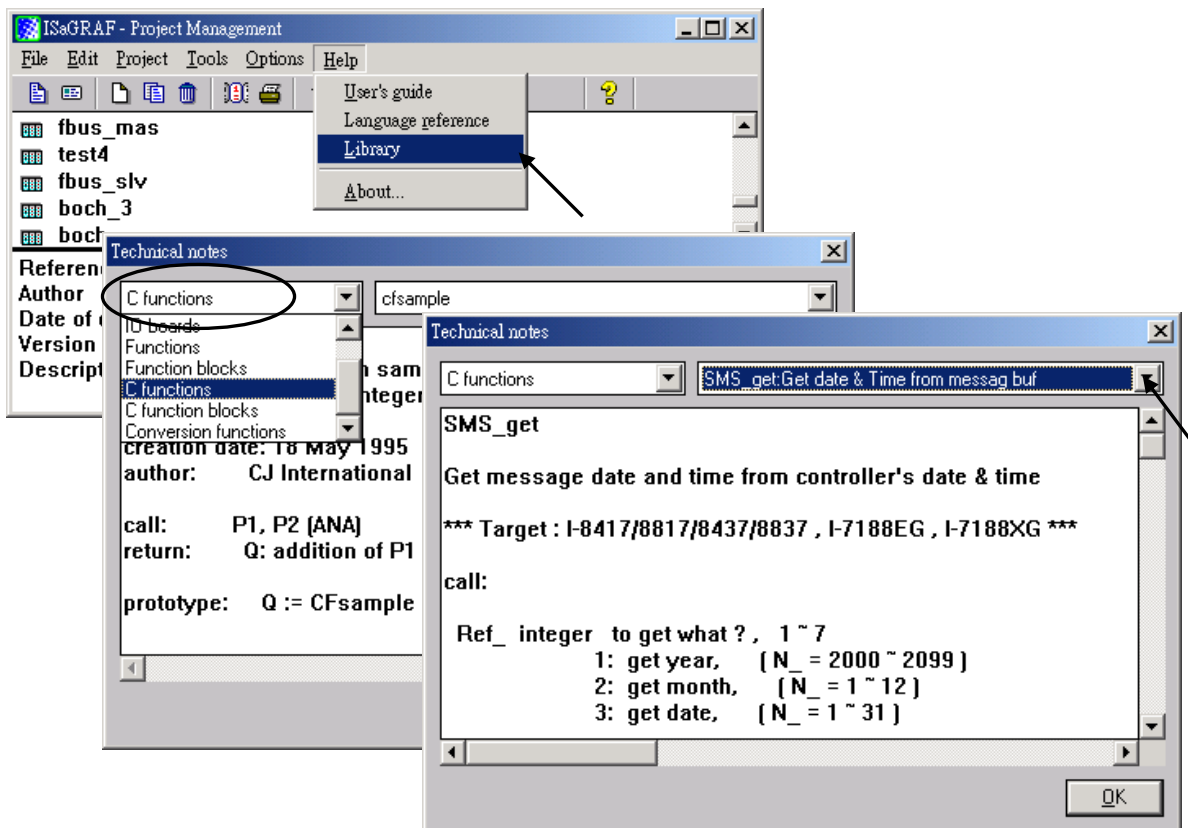 ISaGRAF - Project Management
File Edit Project Tools Options Help
User's guide
Language reference
Library
About...
fbus_mas
test4
fbus_slv
boch_3
Author
Date of
Version
Technical notes
C functions
cfsample
IO boards
Functions
Function blocks
C functions
C function blocks
Conversion functions
creation date: 18 May 1995
author: CJ International
call: P1, P2 (ANA)
return: Q: addition of P1
prototype: Q := CFsample
Technical notes
C functions
SMS_get:Get date & Time from messag buf
SMS_get
Get message date and time from controller's date & time
*** Target : I-8417/8817/8437/8837 , I-7188EG , I-7188XG ***
call:
Ref_ integer to get what ? , 1 ~ 7
1: get year, ( N_ = 2000 ~ 2099 )
2: get month, ( N_ = 1 ~ 12 )
3: get date, ( N_ = 1 ~ 31 )
OK